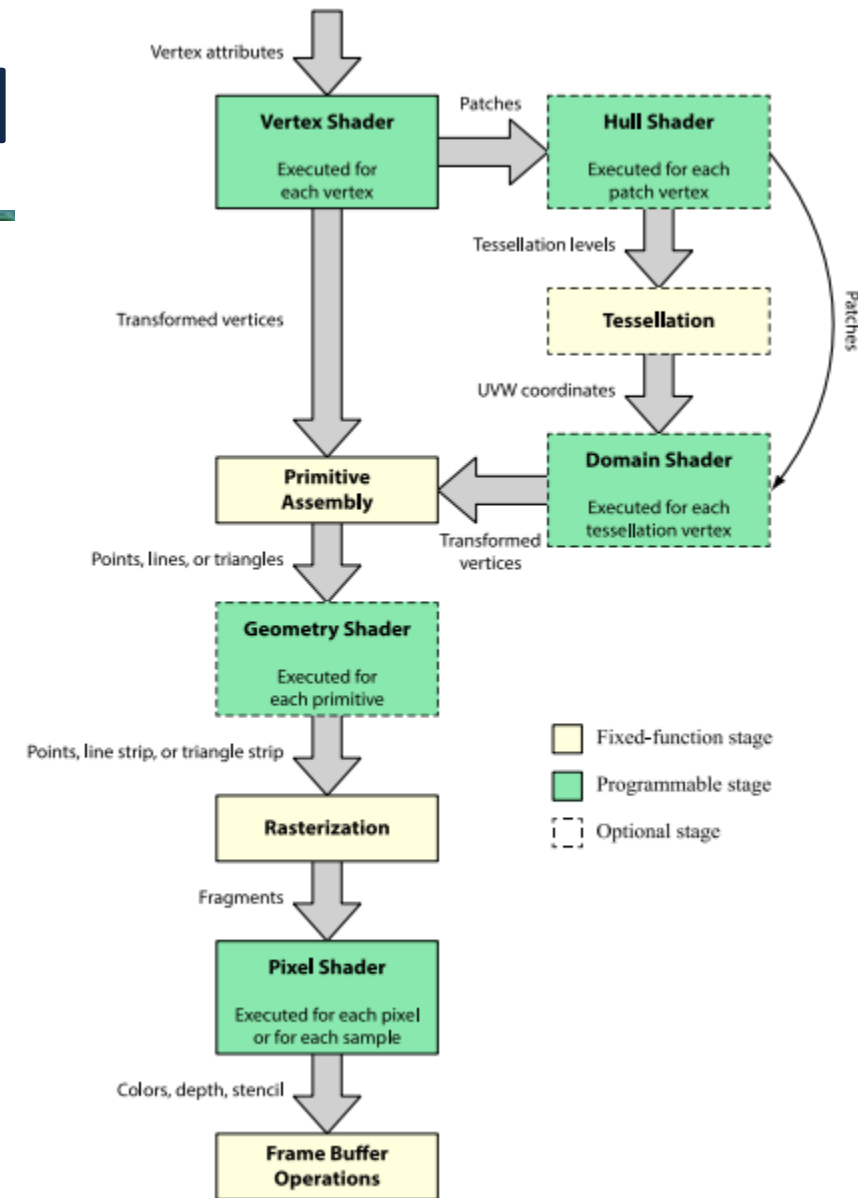 Vertex attributes
Vertex Shader
Executed for
each vertex
Patches
Hull Shader
Executed for each
patch vertex
Tessellation levels
Patches
Tessellation
UVW coordinates
Domain Shader
Executed for each
tessellation vertex
Transformed vertices
Transformed
vertices
Primitive
Assembly
Points, lines, or triangles
Geometry Shader
Executed for
each primitive
Points, line strip, or triangle strip
Rasterization
Fragments
Pixel Shader
Executed for each pixel
or for each sample
Colors, depth, stencil
Frame Buffer
Operations
Fixed-function stage
Programmable stage
Optional stage